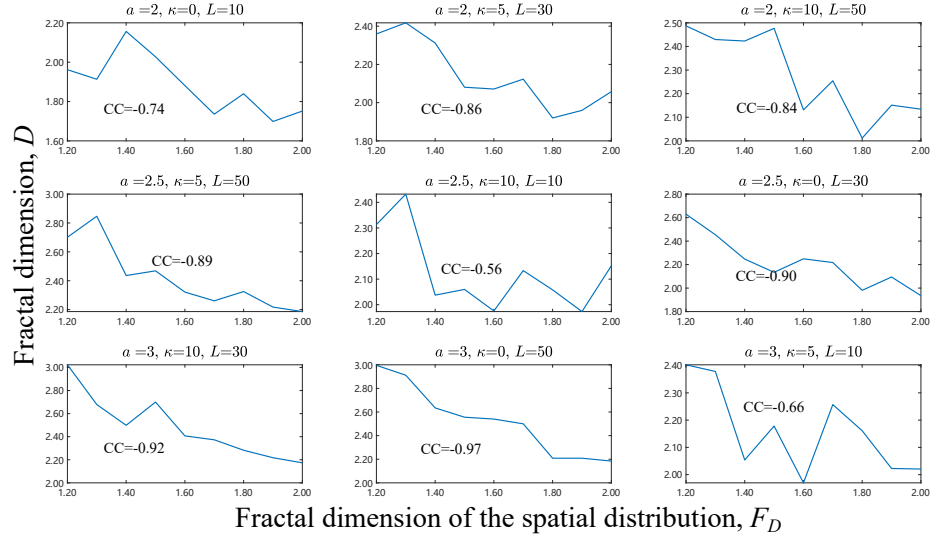 a=2, κ=0, L=10
2.20
2.00
1.80
1.60
CC=-0.74
1.20 1.40 1.60 1.80 2.00
a=2, κ=5, L=30
2.40
2.20
2.00
1.80
CC=-0.86
1.20 1.40 1.60 1.80 2.00
a=2, κ=10, L=50
2.50
2.40
2.30
2.20
2.10
2.00
CC=-0.84
1.20 1.40 1.60 1.80 2.00
a=2.5, κ=5, L=50
3.00
2.80
2.60
2.40
2.20
CC=-0.89
1.20 1.40 1.60 1.80 2.00
a=2.5, κ=10, L=10
2.40
2.30
2.20
2.10
2.00
CC=-0.56
1.20 1.40 1.60 1.80 2.00
a=2.5, κ=0, L=30
2.80
2.60
2.40
2.20
2.00
1.80
CC=-0.90
1.20 1.40 1.60 1.80 2.00
a=3, κ=10, L=30
3.00
2.80
2.60
2.40
2.20
2.00
CC=-0.92
1.20 1.40 1.60 1.80 2.00
a=3, κ=0, L=50
3.00
2.80
2.60
2.40
2.20
2.00
CC=-0.97
1.20 1.40 1.60 1.80 2.00
a=3, κ=5, L=10
2.40
2.30
2.20
2.10
2.00
CC=-0.66
1.20 1.40 1.60 1.80 2.00
Fractal dimension, D
Fractal dimension of the spatial distribution, F_D